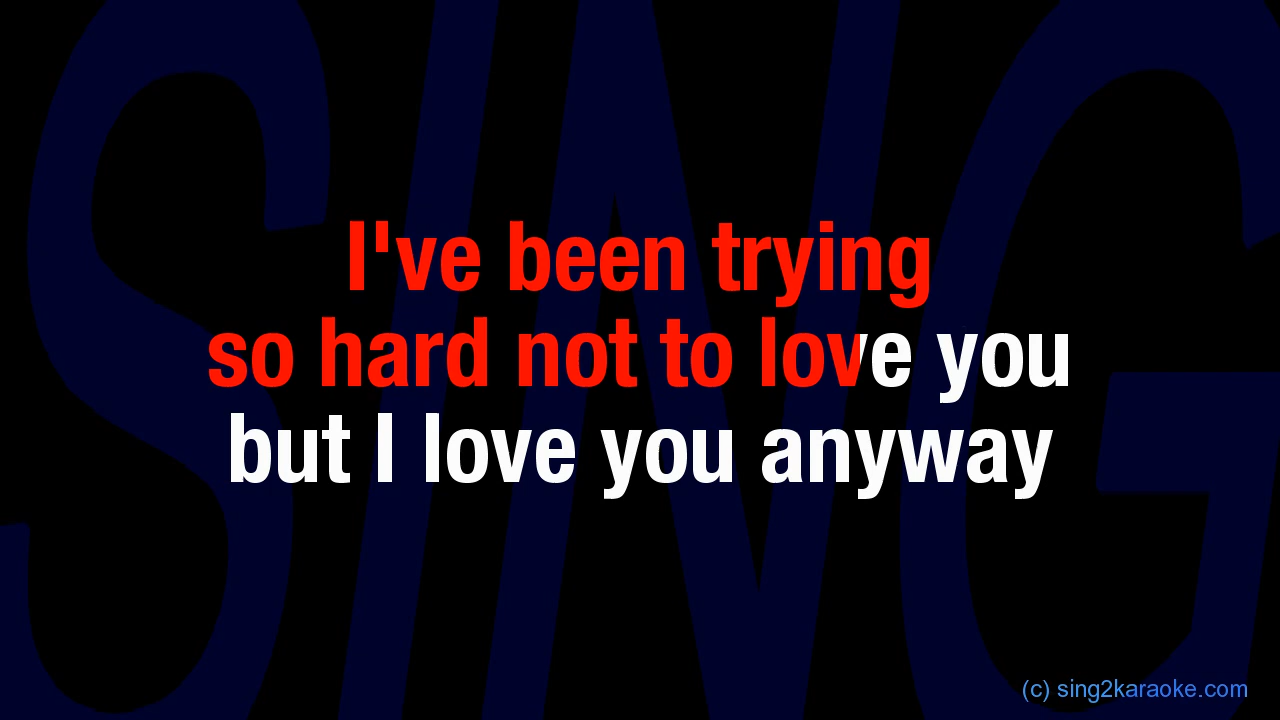 SING
I've been trying
so hard not to love you
but I love you anyway
(c) sing2karaoke.com